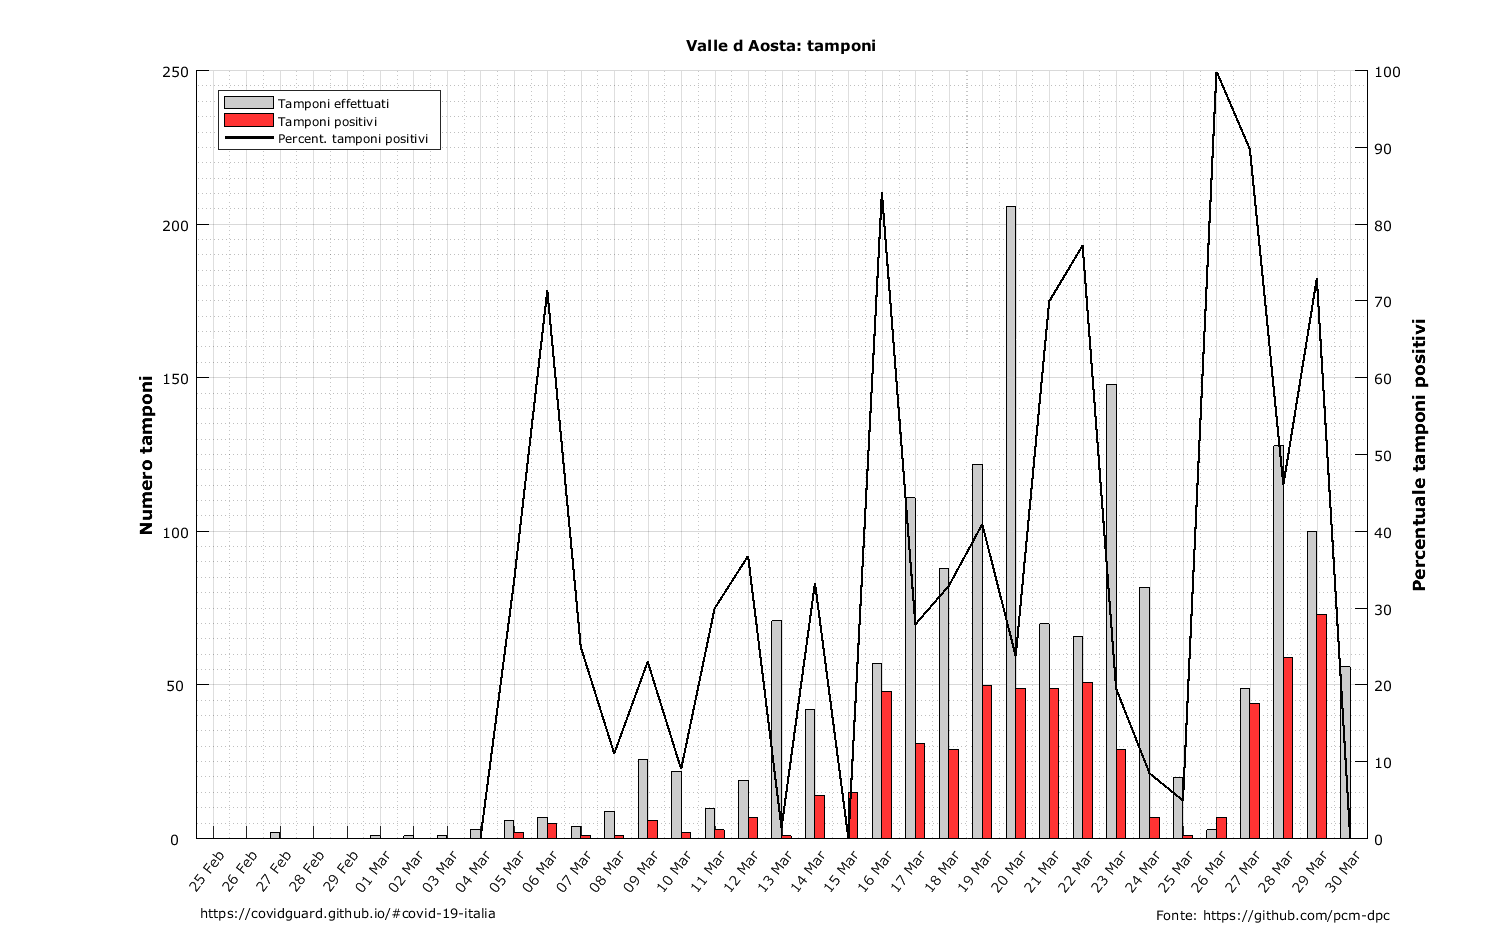 Valle d Aosta: tamponi
Tamponi effettuati
Tamponi positivi
Percent. tamponi positivi
Numero tamponi
250
200
150
100
50
0
Percentuale tamponi positivi
100
90
80
70
60
50
40
30
20
10
0
25 Feb
26 Feb
27 Feb
28 Feb
29 Feb
01 Mar
02 Mar
03 Mar
04 Mar
05 Mar
06 Mar
07 Mar
08 Mar
09 Mar
10 Mar
11 Mar
12 Mar
13 Mar
14 Mar
15 Mar
16 Mar
17 Mar
18 Mar
19 Mar
20 Mar
21 Mar
22 Mar
23 Mar
24 Mar
25 Mar
26 Mar
27 Mar
28 Mar
29 Mar
30 Mar
https://covidguard.github.io/#covid-19-italia
Fonte: https://github.com/pcm-dpc